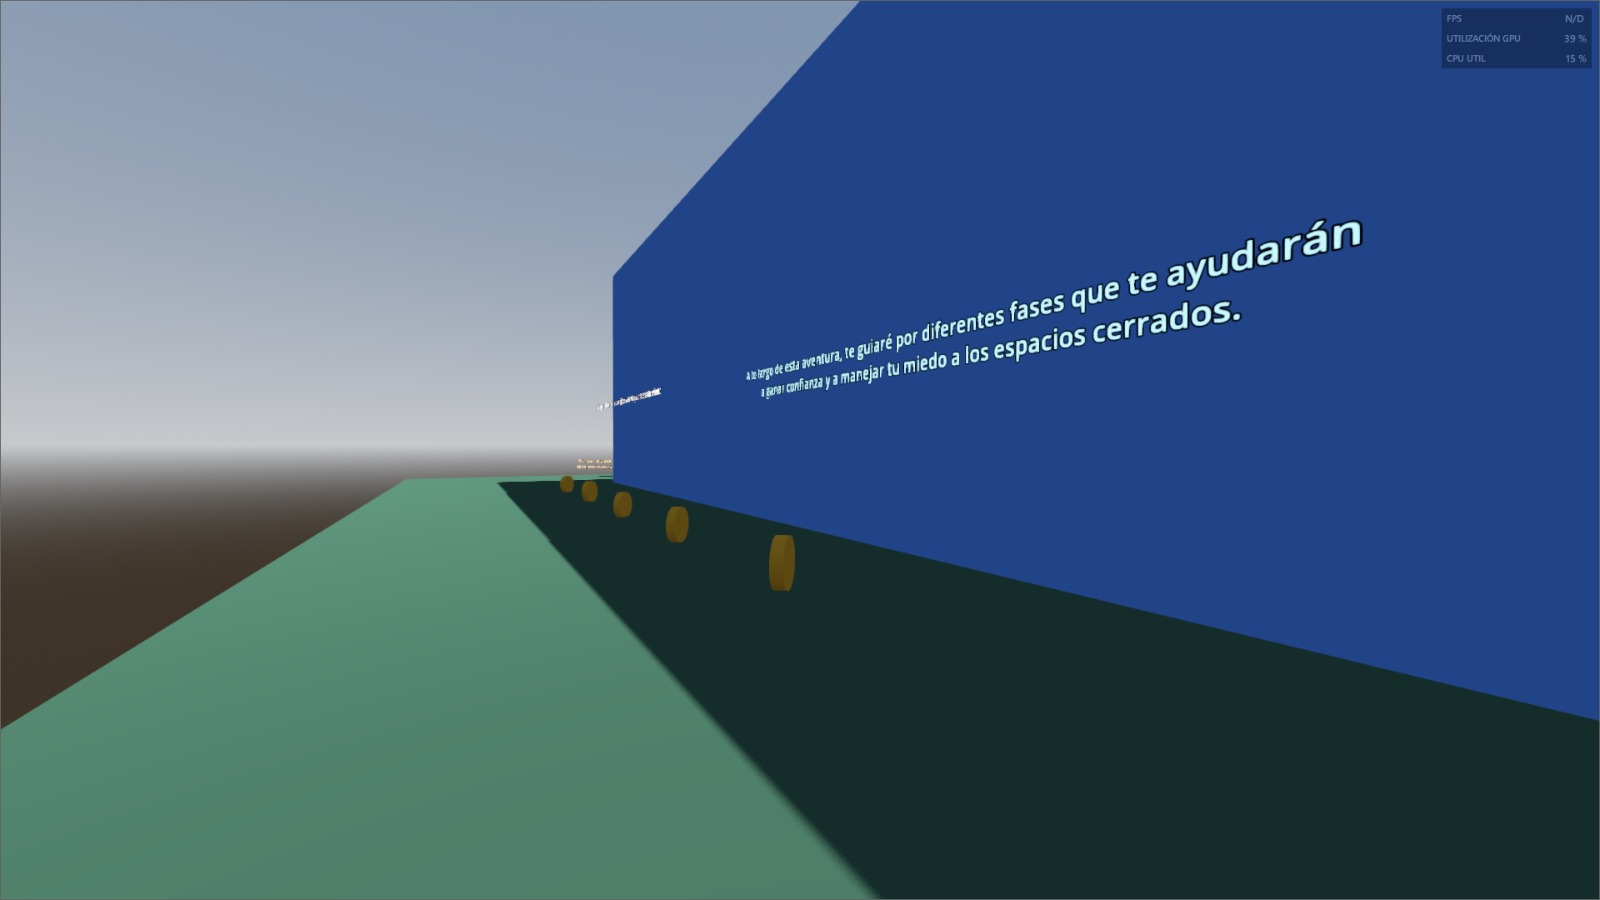 FPS N/D
UTILIZACIÓN GPU 39 %
CPU UTIL 15 %
A lo largo de esta aventura, te guiaré por diferentes fases que te ayudarán
a ganar confianza y a manejar tu miedo a los espacios cerrados.